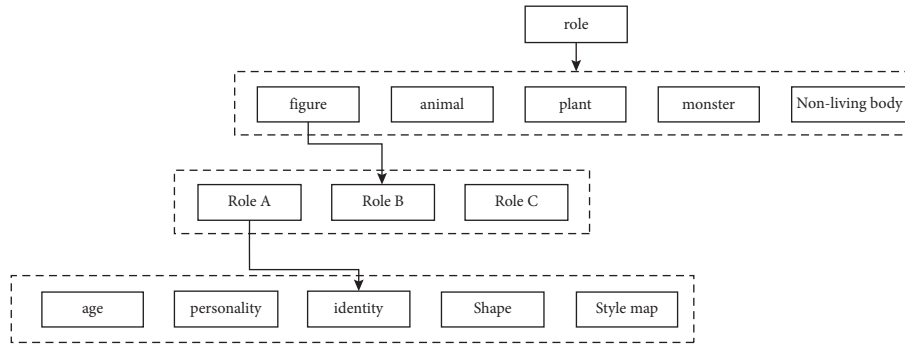 role
figure
animal
plant
monster
Non-living body
Role A
Role B
Role C
age
personality
identity
Shape
Style map